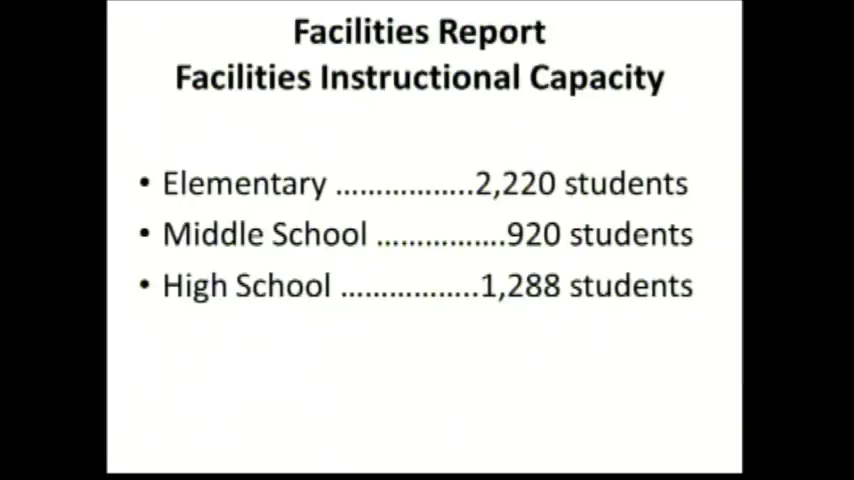 Facilities Report
Facilities Instructional Capacity
• Elementary ……………..2,220 students
• Middle School …………….920 students
• High School ……………..1,288 students